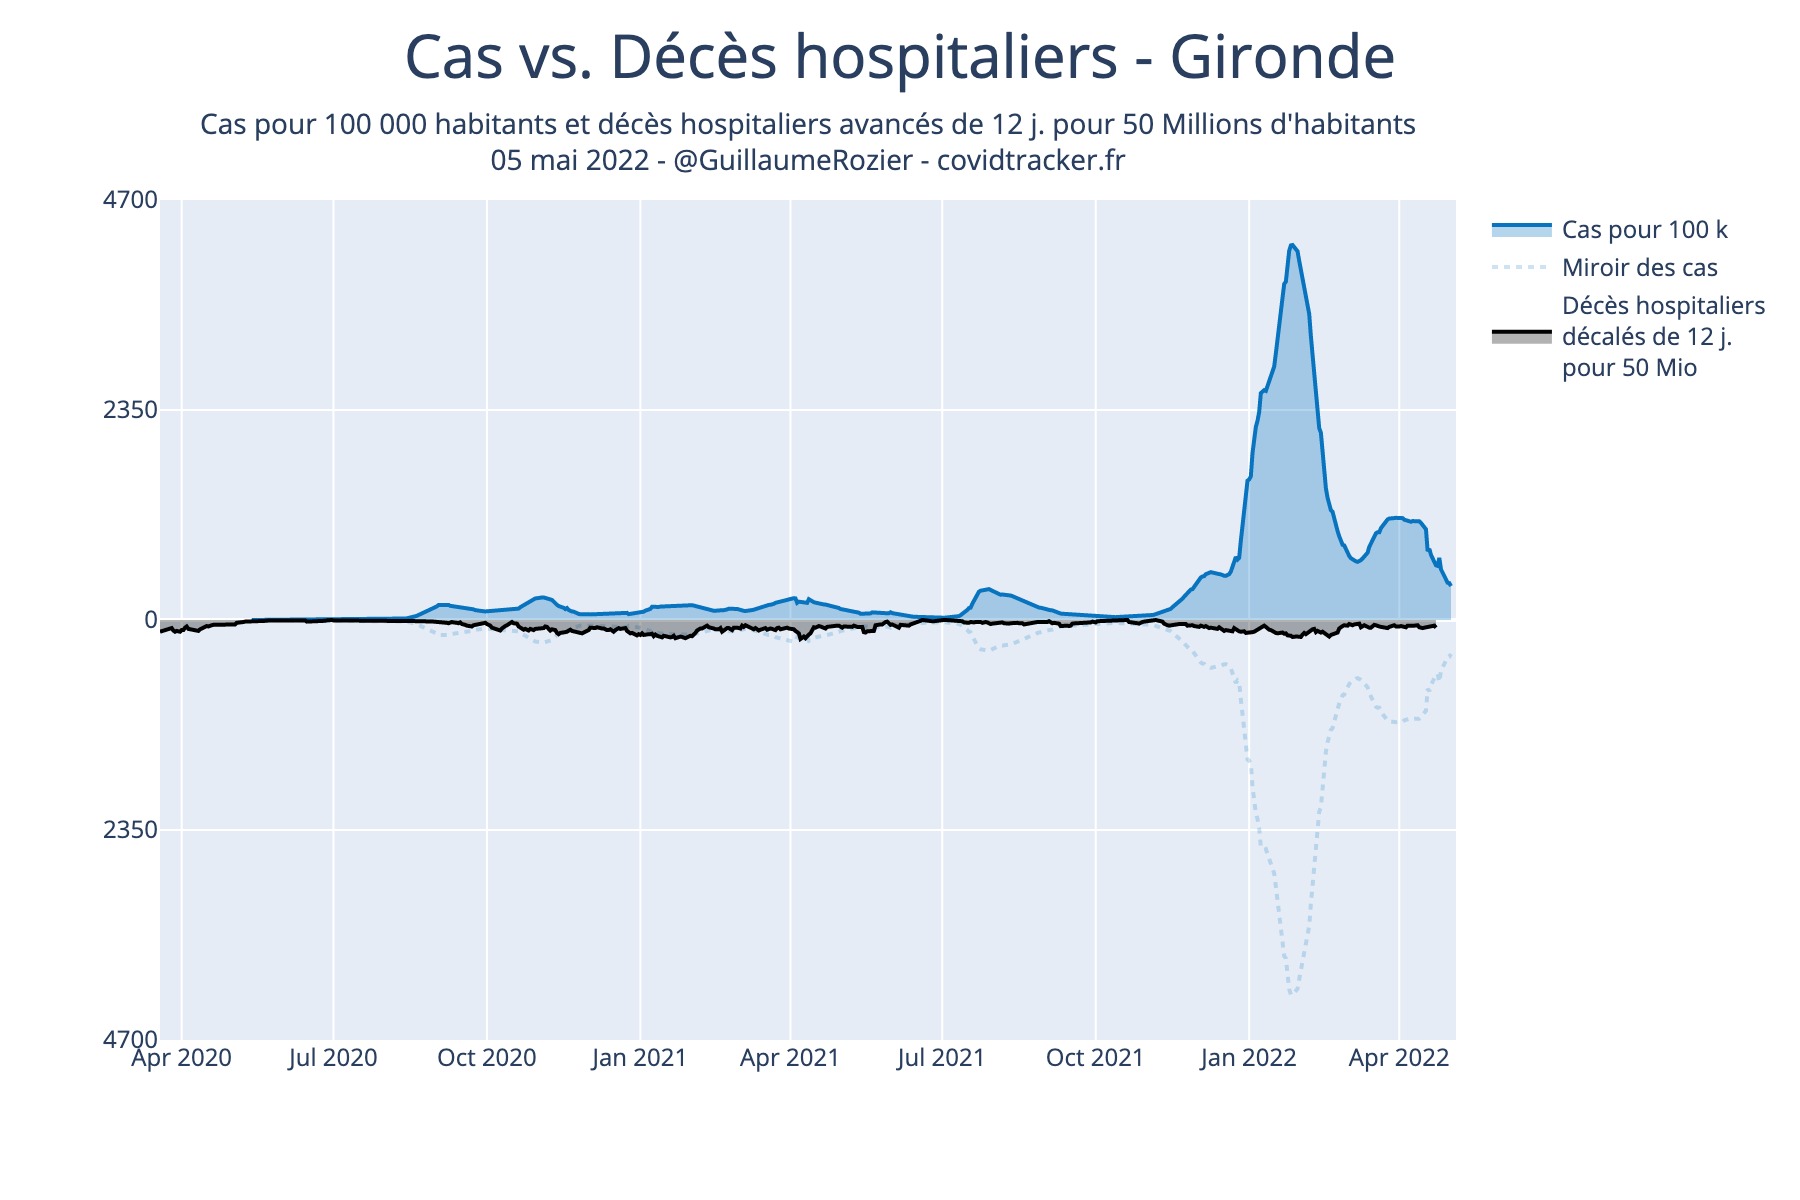 Cas vs. Décès hospitaliers - Gironde
Cas pour 100 000 habitants et décès hospitaliers avancés de 12 j. pour 50 Millions d'habitants
05 mai 2022 - @GuillaumeRozier - covidtracker.fr
4700
2350
0
2350
4700
Apr 2020
Jul 2020
Oct 2020
Jan 2021
Apr 2021
Jul 2021
Oct 2021
Jan 2022
Apr 2022
Cas pour 100 k
Miroir des cas
Décès hospitaliers
décalés de 12 j.
pour 50 Mio